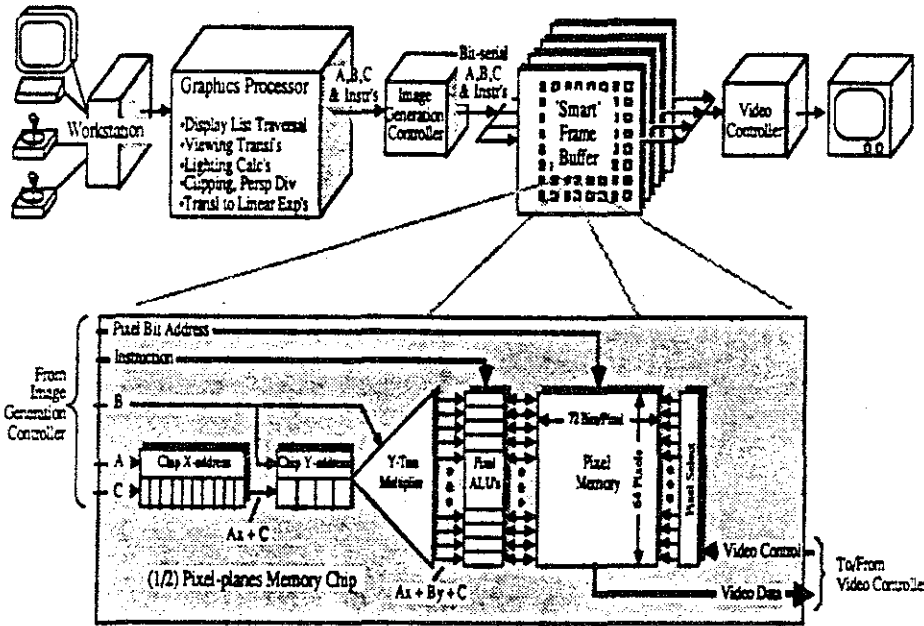 Workstation
Graphics Processor
•Display List Traversal
•Viewing Transf's
•Lighting Calc's
•Clipping, Persp Div
•Transl to Linear Exp's
A,B,C
& Instr's
Image
Generation
Controller
Bit-serial
A,B,C
& Instr's
'Smart'
Frame
Buffer
Video
Controller
From
Image
Generation
Controller
Pixel Bit Address
Instruction
B
A
C
Chip X-address
Chip Y-address
Ax + C
Y-Tree
Multiplier
Ax + By + C
Pixel
ALU's
72 Bits/Pixel
Pixel
Memory
64 Pixels
Pixel Select
Video Control
Video Data
To/From
Video Controller
(1/2) Pixel-planes Memory Chip